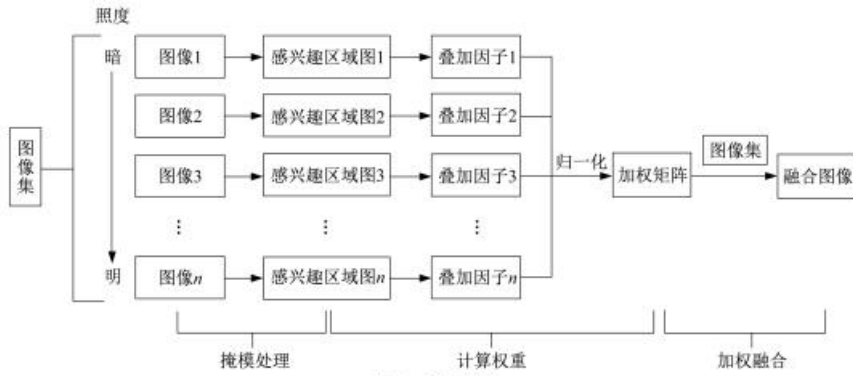 照度
暗
图像1
感兴趣区域图1
叠加因子1
图像2
感兴趣区域图2
叠加因子2
图像集
图像3
感兴趣区域图3
叠加因子3
归一化
加权矩阵
图像集
融合图像
⋮
⋮
⋮
明
图像n
感兴趣区域图n
叠加因子n
掩模处理
计算权重
加权融合